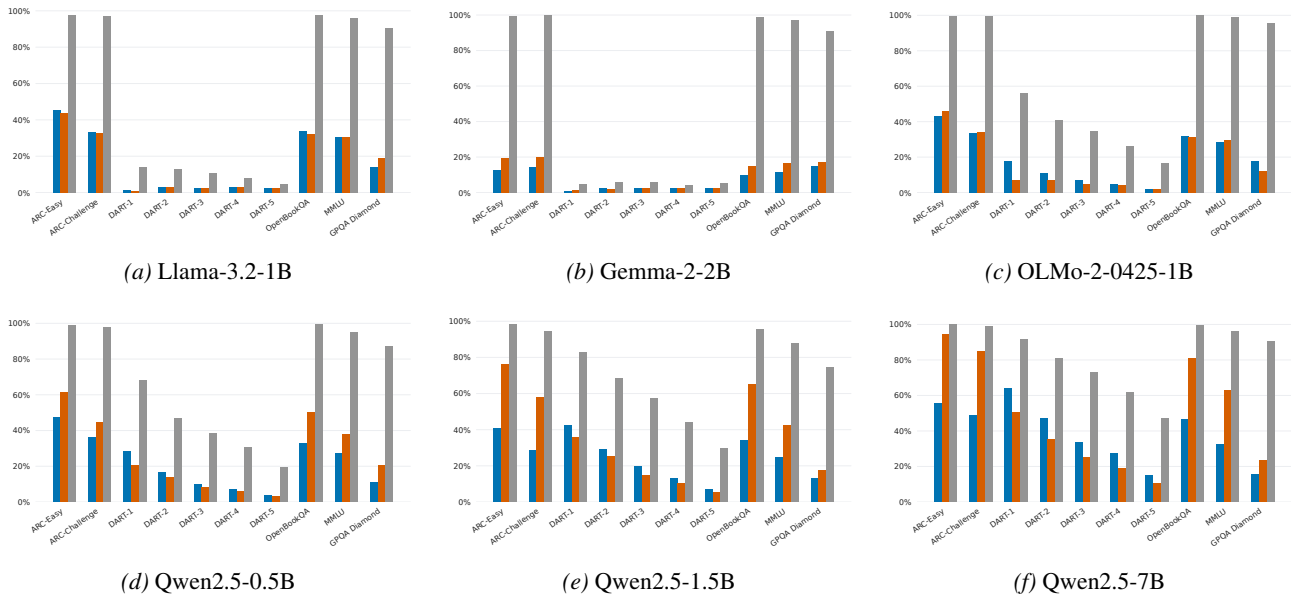 100%
80%
60%
40%
20%
0%
ARC-Easy
ARC-Challenge
DART-1
DART-2
DART-3
DART-4
DART-5
OpenBookQA
MMLU
GPQA Diamond
(a) Llama-3.2-1B
100%
80%
60%
40%
20%
0%
ARC-Easy
ARC-Challenge
DART-1
DART-2
DART-3
DART-4
DART-5
OpenBookQA
MMLU
GPQA Diamond
(b) Gemma-2-2B
100%
80%
60%
40%
20%
0%
ARC-Easy
ARC-Challenge
DART-1
DART-2
DART-3
DART-4
DART-5
OpenBookQA
MMLU
GPQA Diamond
(c) OLMo-2-0425-1B
100%
80%
60%
40%
20%
0%
ARC-Easy
ARC-Challenge
DART-1
DART-2
DART-3
DART-4
DART-5
OpenBookQA
MMLU
GPQA Diamond
(d) Qwen2.5-0.5B
100%
80%
60%
40%
20%
0%
ARC-Easy
ARC-Challenge
DART-1
DART-2
DART-3
DART-4
DART-5
OpenBookQA
MMLU
GPQA Diamond
(e) Qwen2.5-1.5B
100%
80%
60%
40%
20%
0%
ARC-Easy
ARC-Challenge
DART-1
DART-2
DART-3
DART-4
DART-5
OpenBookQA
MMLU
GPQA Diamond
(f) Qwen2.5-7B